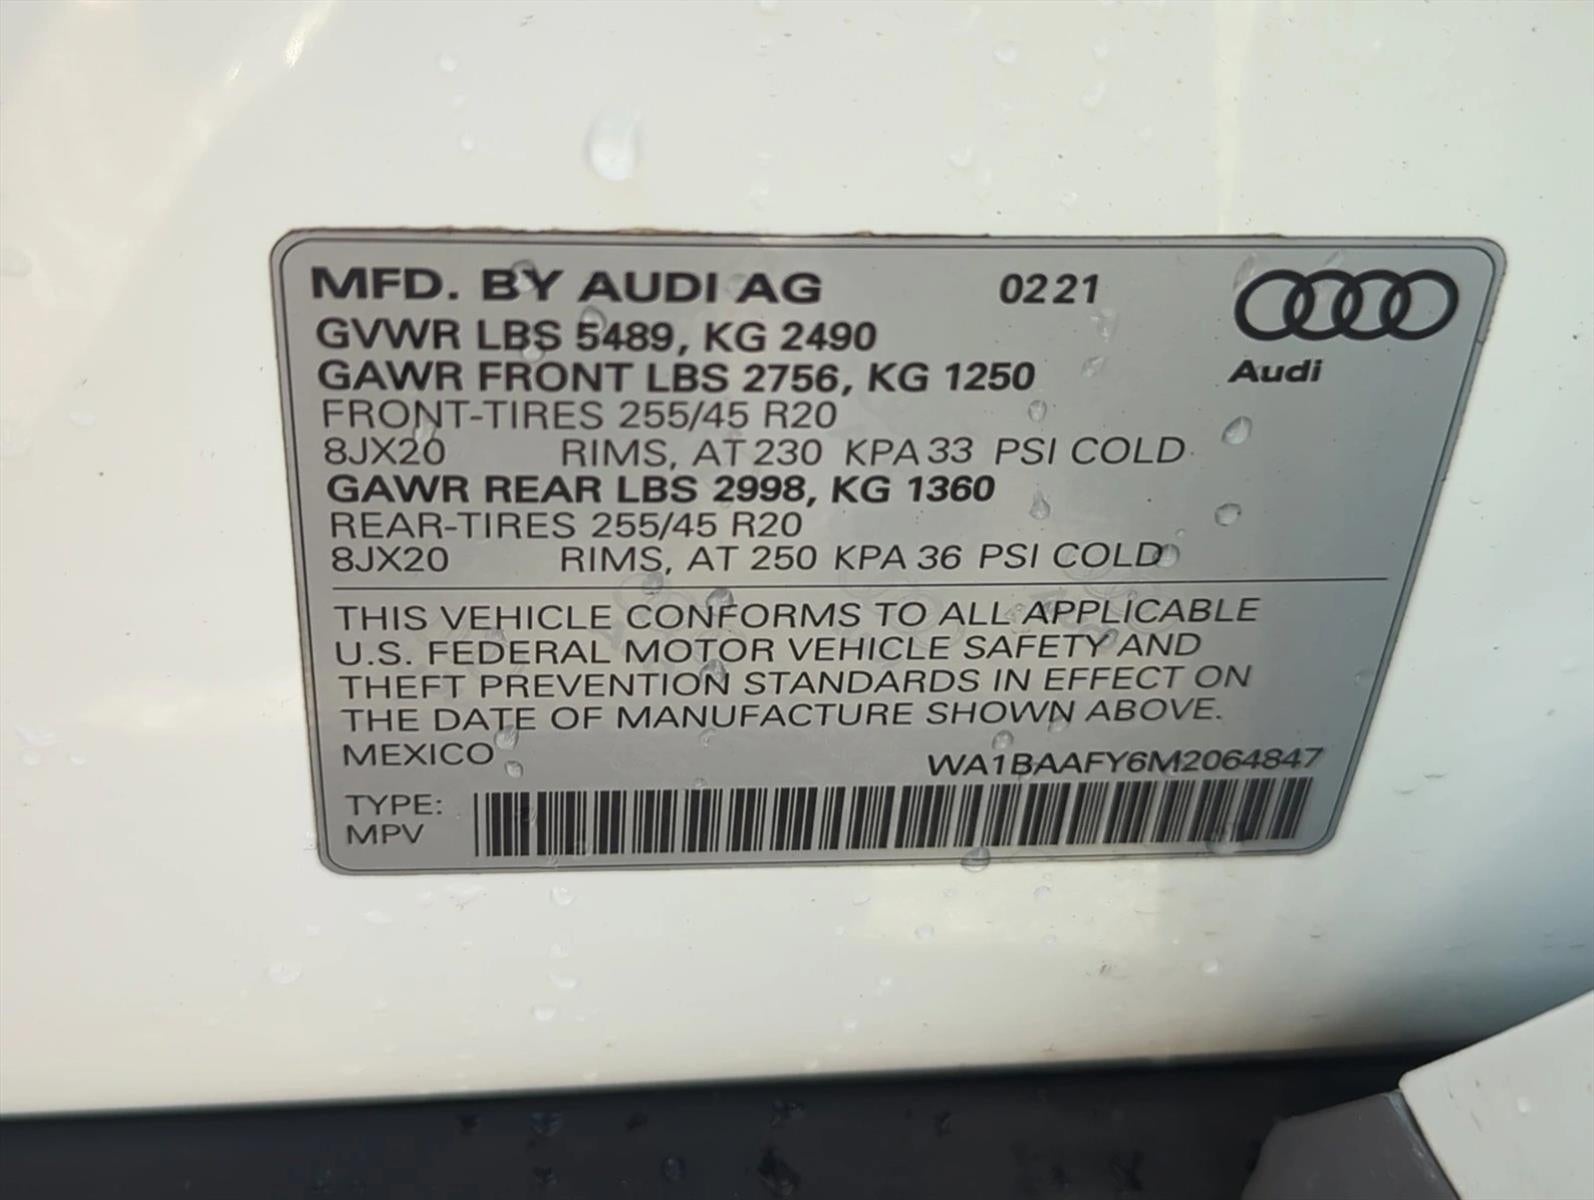 MFD. BY AUDI AG 02 21
GVWR LBS 5489, KG 2490
GAWR FRONT LBS 2756, KG 1250
Audi
FRONT-TIRES 255/45 R20
8JX20 RIMS, AT 230 KPA 33 PSI COLD
GAWR REAR LBS 2998, KG 1360
REAR-TIRES 255/45 R20
8JX20 RIMS, AT 250 KPA 36 PSI COLD
THIS VEHICLE CONFORMS TO ALL APPLICABLE
U.S. FEDERAL MOTOR VEHICLE SAFETY AND
THEFT PREVENTION STANDARDS IN EFFECT ON
THE DATE OF MANUFACTURE SHOWN ABOVE.
MEXICO WA1BAAFY6M2064847
TYPE:
MPV